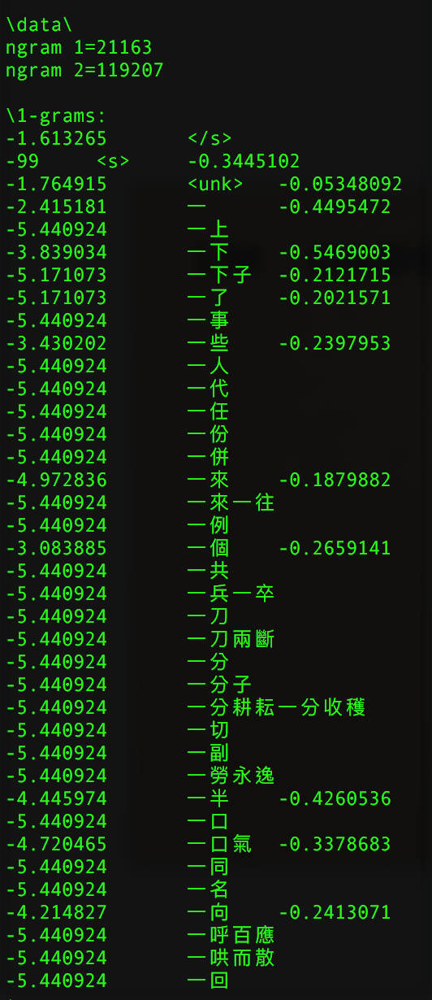 \data\
ngram 1=21163
ngram 2=119207
\1-grams:
-1.613265 </s>
-99 <s> -0.3445102
-1.764915 <unk> -0.05348092
-2.415181 一 -0.4495472
-5.440924 一上
-3.839034 一下 -0.5469003
-5.171073 一下子 -0.2121715
-5.171073 一了 -0.2021571
-5.440924 一事
-3.430202 一些 -0.2397953
-5.440924 一人
-5.440924 一代
-5.440924 一任
-5.440924 一份
-5.440924 一併
-4.972836 一來 -0.1879882
-5.440924 一來一往
-5.440924 一例
-3.083885 一個 -0.2659141
-5.440924 一共
-5.440924 一兵一卒
-5.440924 一刀
-5.440924 一刀兩斷
-5.440924 一分
-5.440924 一分子
-5.440924 一分耕耘一分收穫
-5.440924 一切
-5.440924 一副
-5.440924 一勞永逸
-4.445974 一半 -0.4260536
-5.440924 一口
-4.720465 一口氣 -0.3378683
-5.440924 一同
-5.440924 一名
-4.214827 一向 -0.2413071
-5.440924 一呼百應
-5.440924 一哄而散
-5.440924 一回